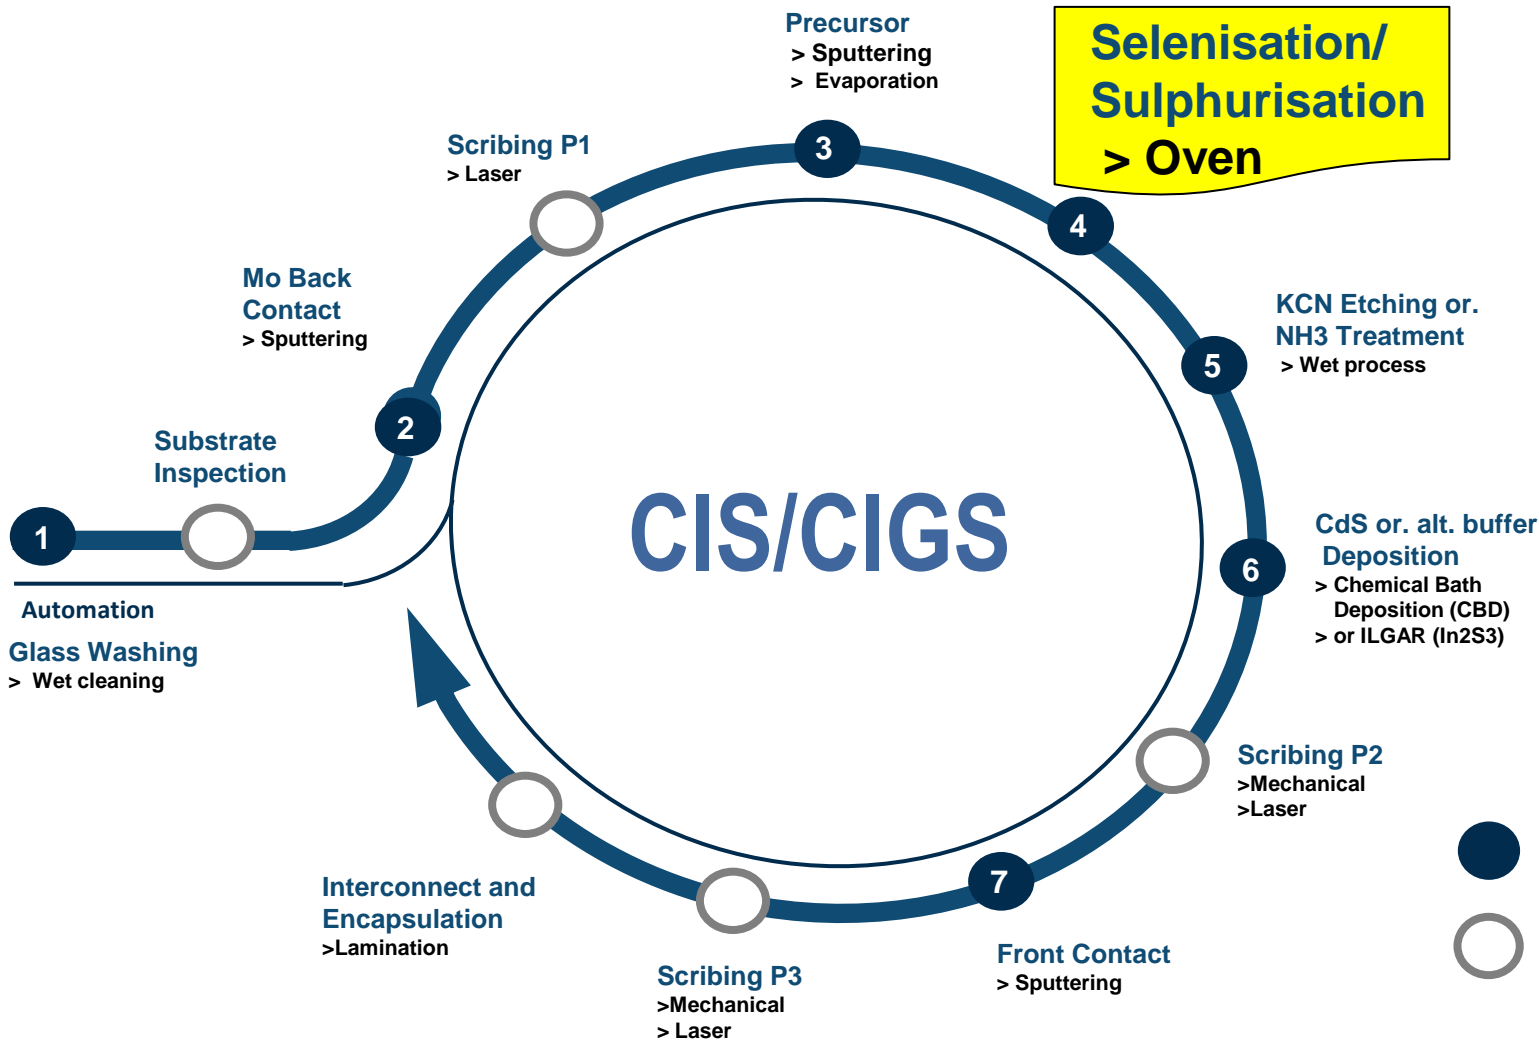 Precursor
> Sputtering
> Evaporation
Selenisation/
Sulphurisation
> Oven
Scribing P1
> Laser
3
4
Mo Back
Contact
> Sputtering
KCN Etching or.
NH3 Treatment
> Wet process
5
2
Substrate
Inspection
1
CIS/CIGS
CdS or. alt. buffer
Deposition
> Chemical Bath
Deposition (CBD)
> or ILGAR (In2S3)
6
Automation
Glass Washing
> Wet cleaning
Scribing P2
>Mechanical
>Laser
7
Interconnect and
Encapsulation
>Lamination
Front Contact
> Sputtering
Scribing P3
>Mechanical
> Laser